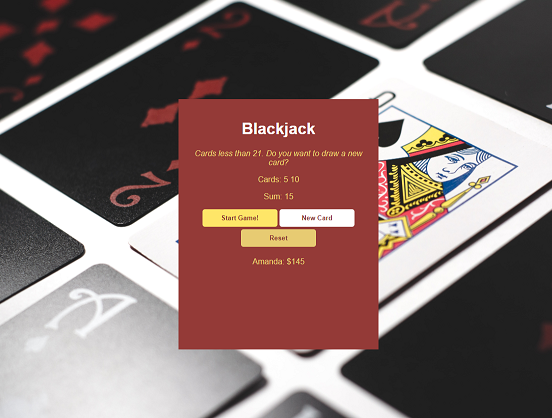 Blackjack
Cards less than 21. Do you want to draw a new
card?
Cards: 5 10
Sum: 15
Start Game!
New Card
Reset
Amanda: $145